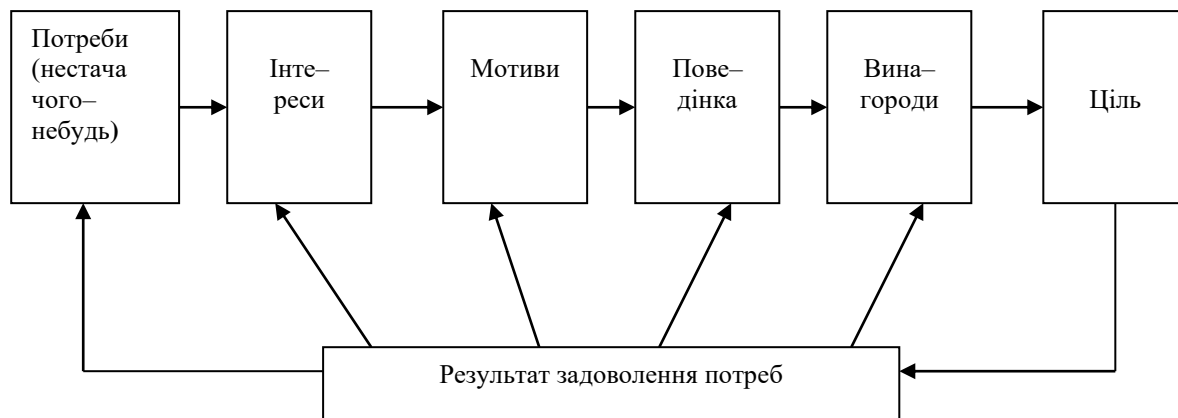 Потреби
(нестача
чого–
небудь)
Інте–
реси
Мотиви
Пове–
дінка
Вина–
городи
Ціль
Результат задоволення потреб